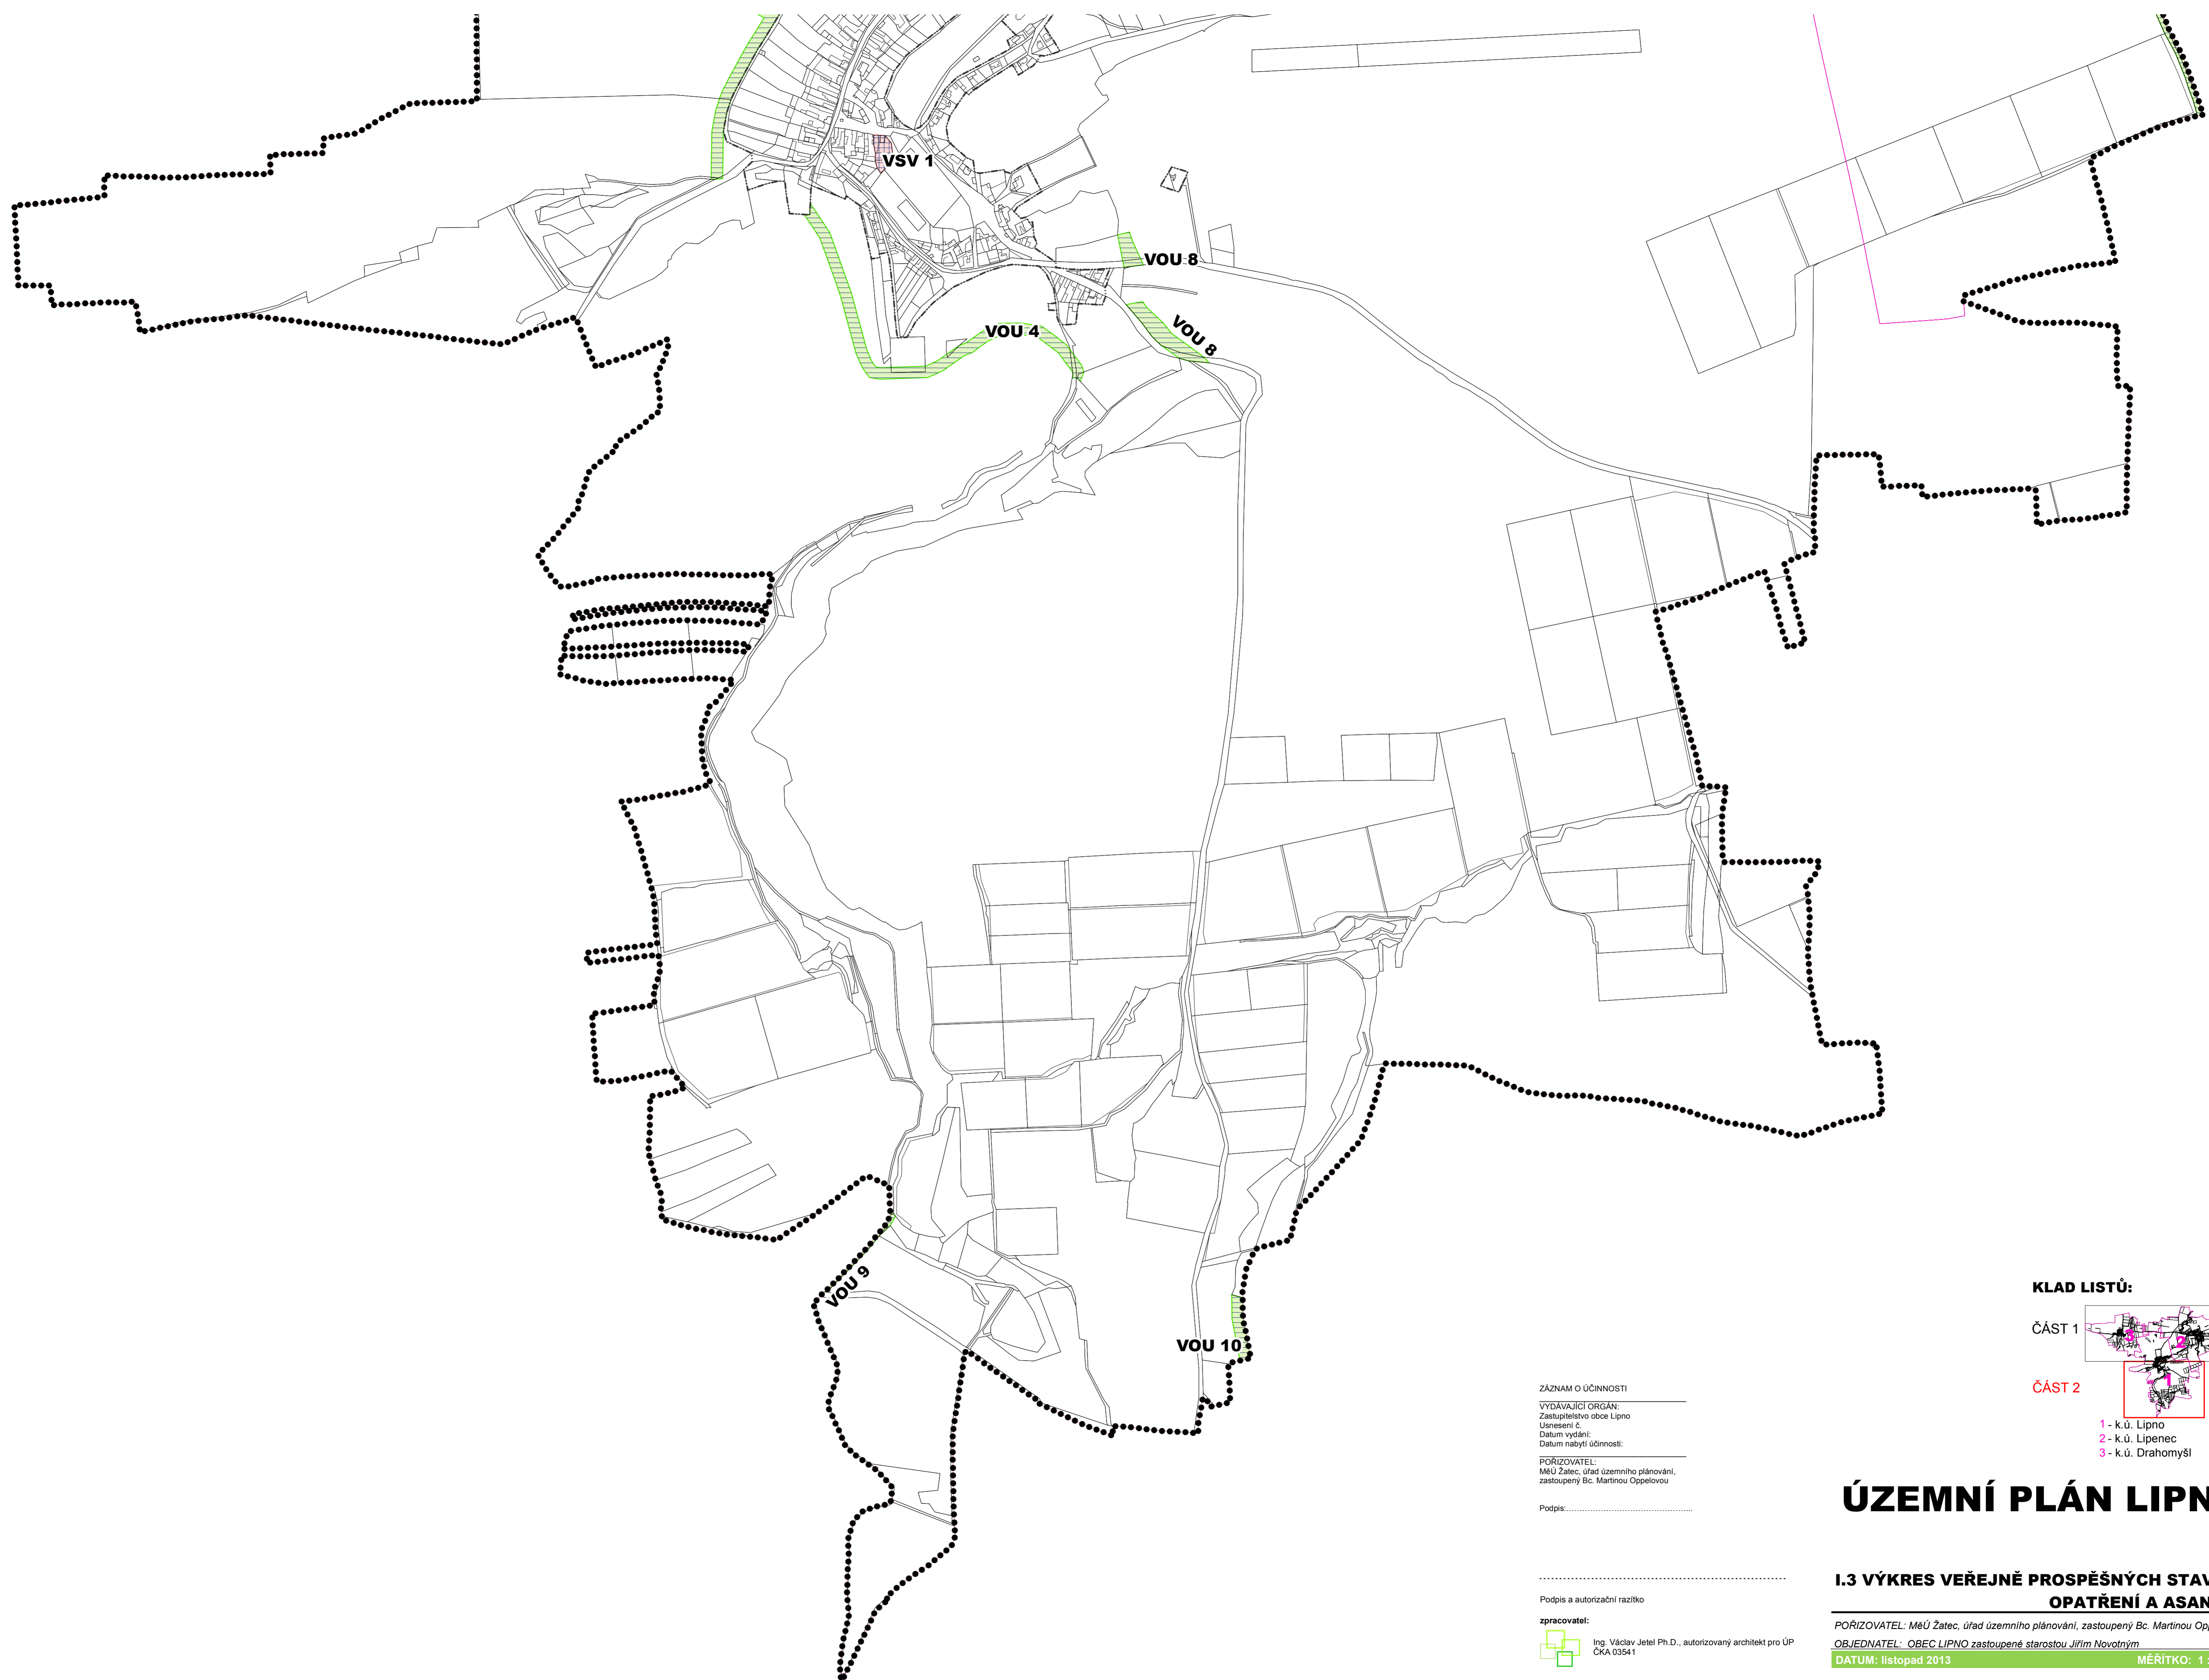 VSV 1
VOU 8
VOU 4
VOU 8
VOU 9
VOU 10
KLAD LISTŮ:
ČÁST 1
3
2
ČÁST 2
1
1 - k.ú. Lipno
2 - k.ú. Lipenec
3 - k.ú. Drahomyšl
ZÁZNAM O ÚČINNOSTI
VYDÁVAJÍCÍ ORGÁN:
Zastupitelstvo obce Lipno
Usnesení č.
Datum vydání:
Datum nabytí účinnosti:
POŘIZOVATEL:
MěÚ Žatec, úřad územního plánování,
zastoupený Bc. Martinou Oppelovou
Podpis:
Podpis a autorizační razítko
zpracovatel:
Ing. Václav Jetel Ph.D., autorizovaný architekt pro ÚP
ČKA 03541
ÚZEMNÍ PLÁN LIPN
I.3 VÝKRES VEŘEJNĚ PROSPĚŠNÝCH STAV
OPATŘENÍ A ASAN
POŘIZOVATEL: MěÚ Žatec, úřad územního plánování, zastoupený Bc. Martinou Opp
OBJEDNATEL: OBEC LIPNO zastoupené starostou Jiřím Novotným
DATUM: listopad 2013 MĚŘÍTKO: 1